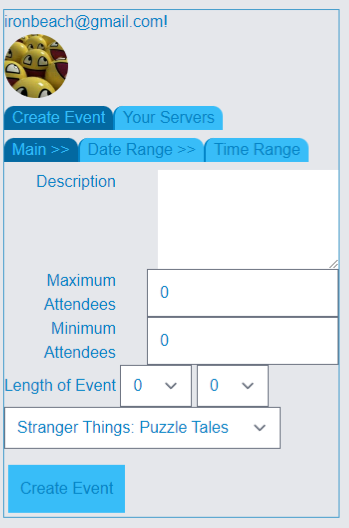 ironbeach@gmail.com!
Create Event Your Servers
Main >> Date Range >> Time Range
Description
Maximum
Attendees 0
Minimum
Attendees 0
Length of Event 0 0
Stranger Things: Puzzle Tales
Create Event